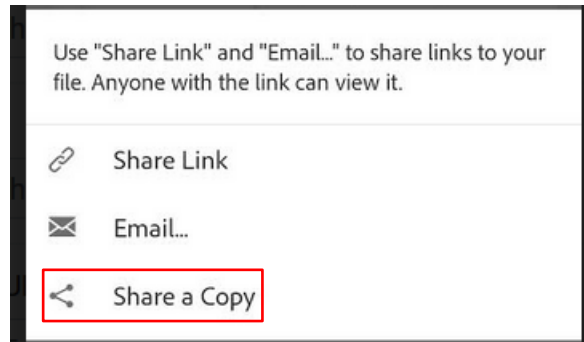 Use "Share Link" and "Email..." to share links to your
file. Anyone with the link can view it.
Share Link
Email...
Share a Copy